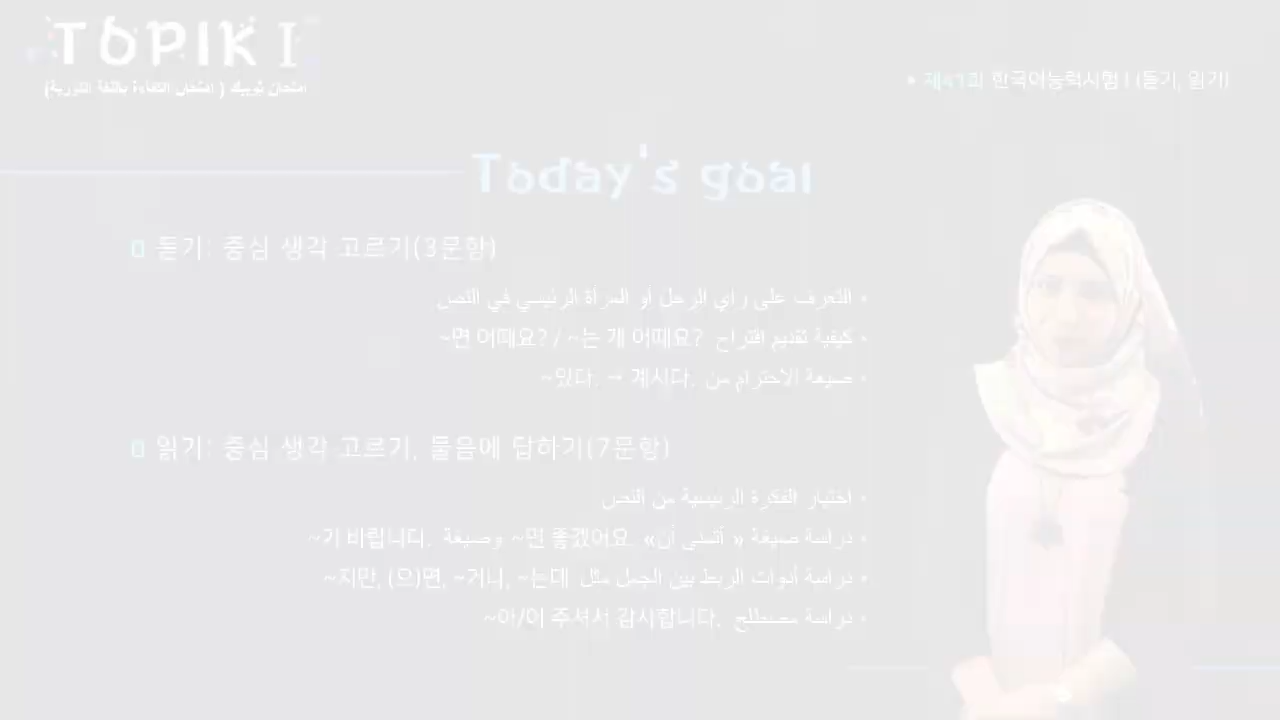 TOPIK I
امتحان توبيك ( امتحان الكفاءة باللغة الكورية)
▸ 제41회 한국어능력시험 I (듣기, 읽기)
Today's goal
듣기: 중심 생각 고르기(3문항)
• التعرف على راي الرجل أو المرأة الرئيسي في النص
• كيفية تقديم اقتراح ~면 어때요? / ~는 게 어때요?
• صيغة الاحترام من ~있다. → 계시다.
읽기: 중심 생각 고르기, 물음에 답하기(7문항)
• اختيار الفكرة الرئيسية من النص
• دراسة صيغة « أتمنى أن» ~면 좋겠어요. وصيغة ~기 바랍니다.
• دراسة أدوات الربط بين الجمل مثل ~지만, (으)면, ~거나, ~는데
• دراسة مصطلح ~아/어 주셔서 감사합니다.